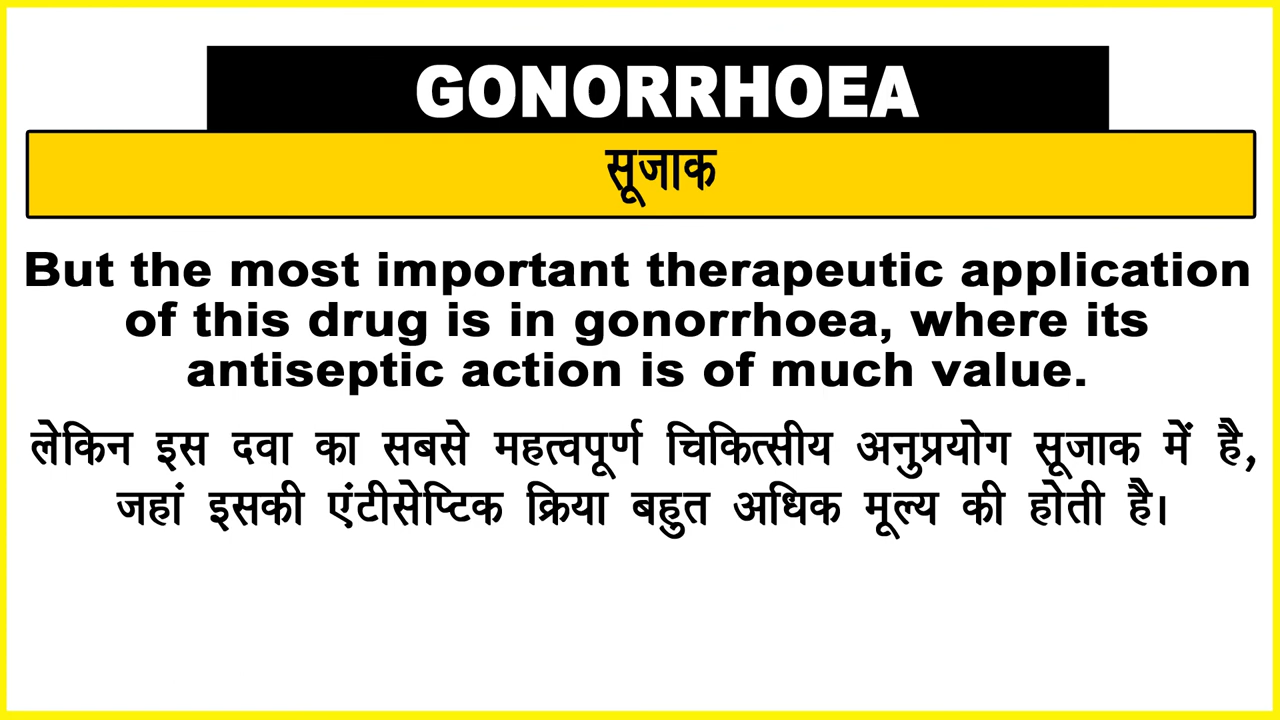 GONORRHOEA
सूजाक
But the most important therapeutic application
of this drug is in gonorrhoea, where its
antiseptic action is of much value.
लेकिन इस दवा का सबसे महत्वपूर्ण चिकित्सीय अनुप्रयोग सूजाक में है,
जहां इसकी एंटीसेप्टिक क्रिया बहुत अधिक मूल्य की होती है।